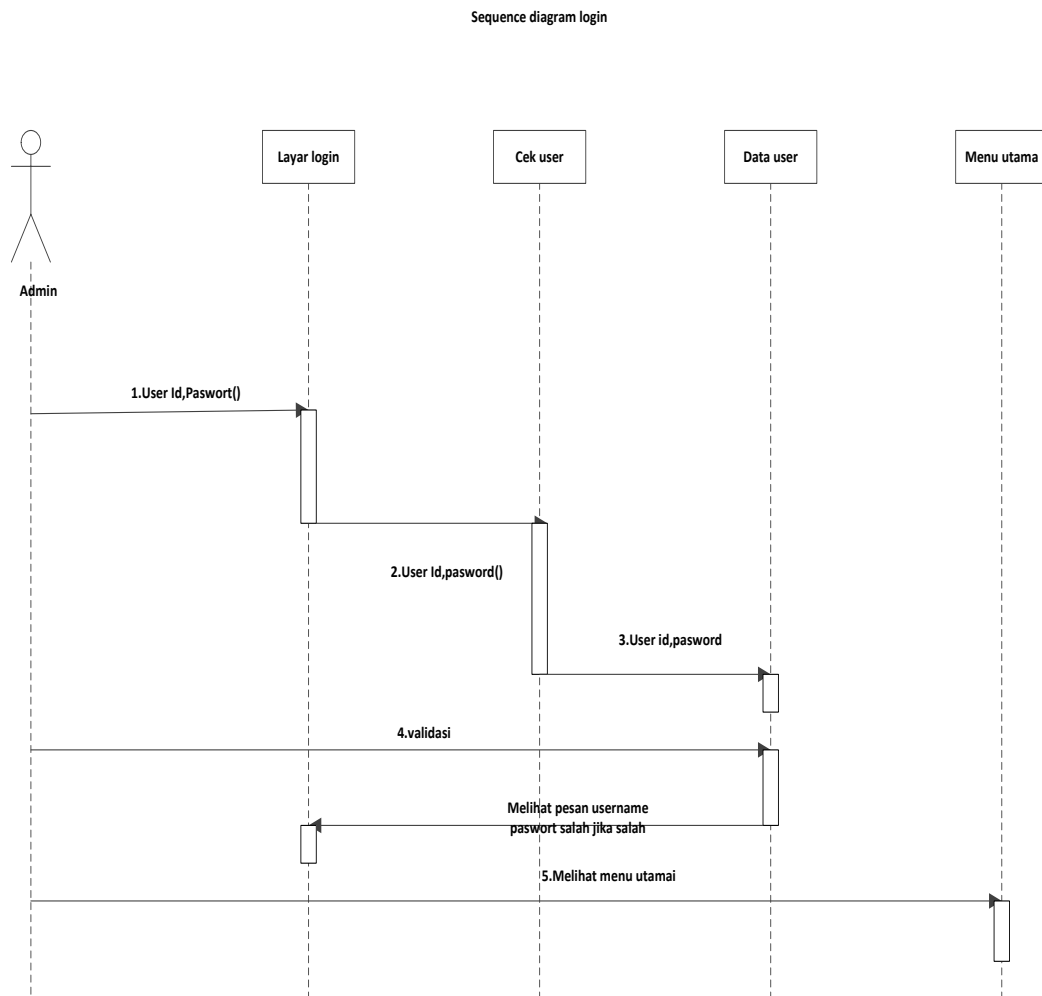 Sequence diagram login
Layar login
Cek user
Data user
Menu utama
Admin
1.User Id,Paswort()
2.User Id,pasword()
3.User id,pasword
4.validasi
Melihat pesan username
paswort salah jika salah
5.Melihat menu utamai